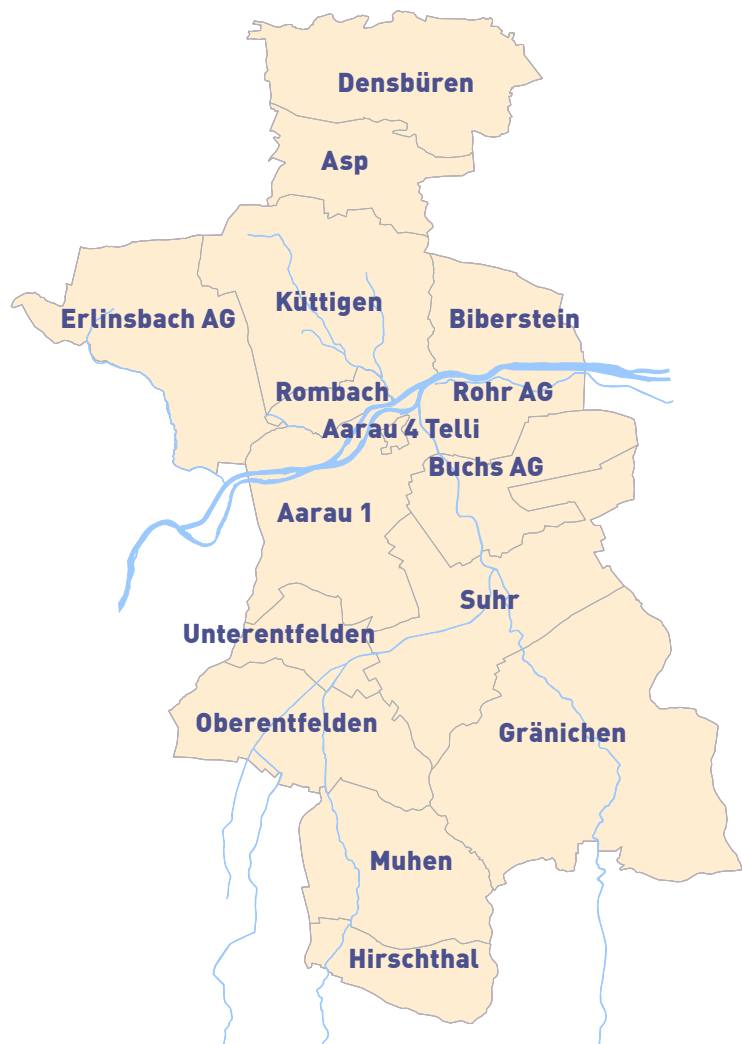 Densbüren
Asp
Küttigen
Erlinsbach AG
Biberstein
Rombach
Rohr AG
Aarau 4 Telli
Buchs AG
Aarau 1
Suhr
Unterentfelden
Oberentfelden
Gränichen
Muhen
Hirschthal